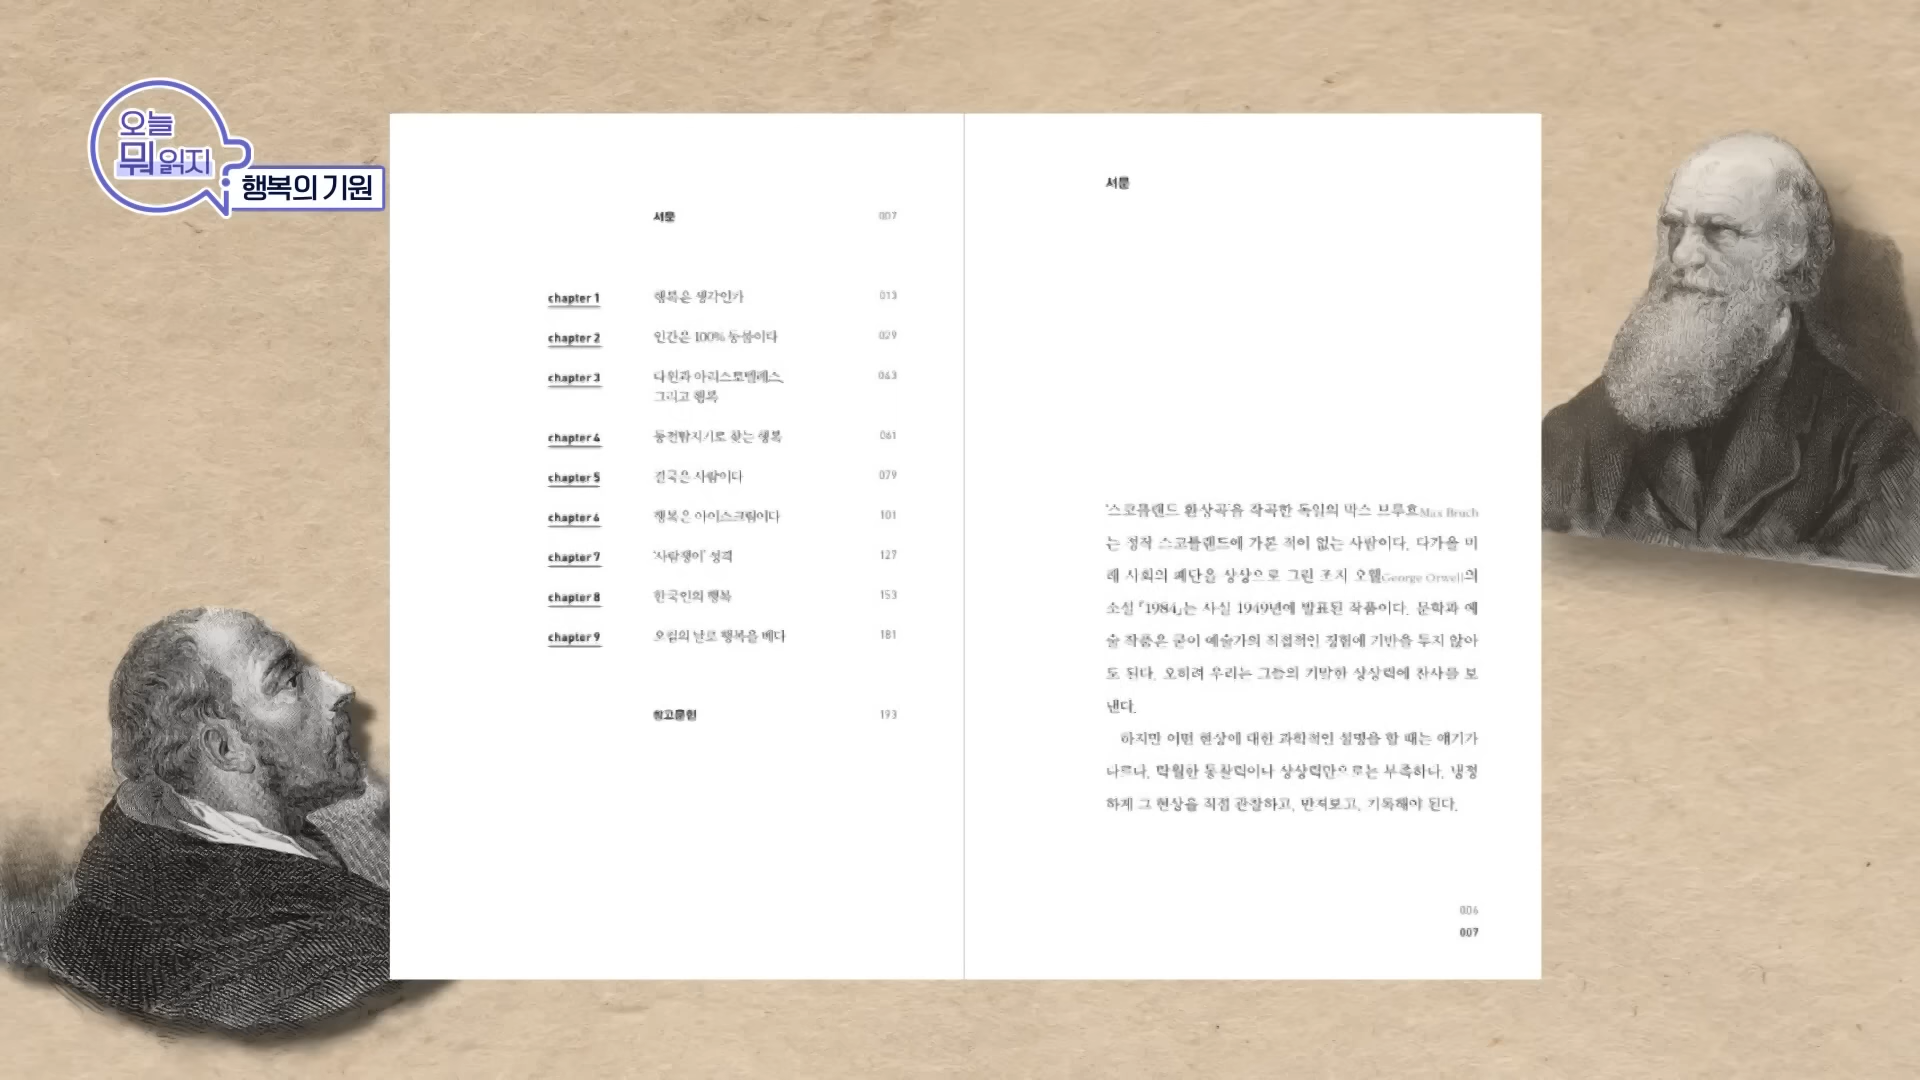 오늘
뭐 읽지
행복의 기원
서문 007
chapter 1 행복은 생각인가 013
chapter 2 인간은 100% 동물이다 029
chapter 3 다윈과 아리스토텔레스, 043
그리고 행복
chapter 4 동전탐지기로 찾는 행복 061
chapter 5 결국은 사람이다 079
chapter 6 행복은 아이스크림이다 101
chapter 7 '사람쟁이' 성격 127
chapter 8 한국인의 행복 153
chapter 9 오컴의 날로 행복을 베다 181
참고문헌 193
서문
'스코틀랜드 환상곡'을 작곡한 독일의 막스 브루흐Max Bruch
는 정작 스코틀랜드에 가본 적이 없는 사람이다. 다가올 미
래 사회의 폐단을 상상으로 그린 조지 오웰George Orwell의
소설 『1984』는 사실 1949년에 발표된 작품이다. 문학과 예
술 작품은 굳이 예술가의 직접적인 경험에 기반을 두지 않아
도 된다. 오히려 우리는 그들의 기발한 상상력에 찬사를 보
낸다.
하지만 어떤 현상에 대한 과학적인 설명을 할 때는 얘기가
다르다. 탁월한 통찰력이나 상상력만으로는 부족하다. 냉정
하게 그 현상을 직접 관찰하고, 만져보고, 기록해야 된다.
006
007